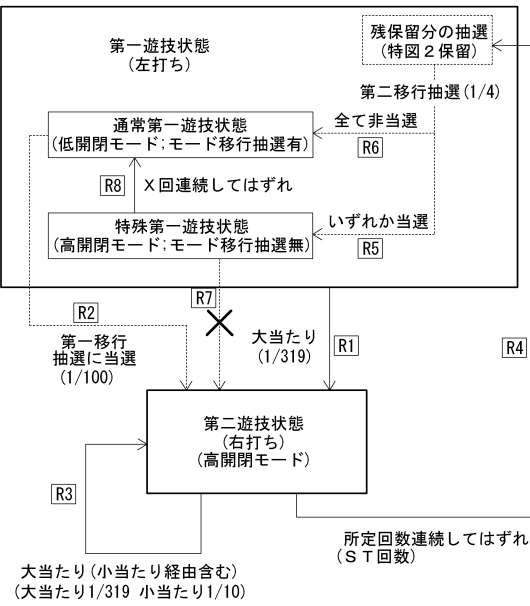 第一遊技状態
(左打ち)
残保留分の抽選
(特図2保留)
第二移行抽選(1/4)
通常第一遊技状態
(低開閉モード;モード移行抽選有)
全て非当選
R6
R8
X回連続してはずれ
特殊第一遊技状態
(高開閉モード;モード移行抽選無)
いずれか当選
R5
R7
R2
第一移行
抽選に当選
(1/100)
大当たり
(1/319)
R1
R4
第二遊技状態
(右打ち)
(高開閉モード)
R3
所定回数連続してはずれ
(ST回数)
大当たり(小当たり経由含む)
(大当たり1/319 小当たり1/10)